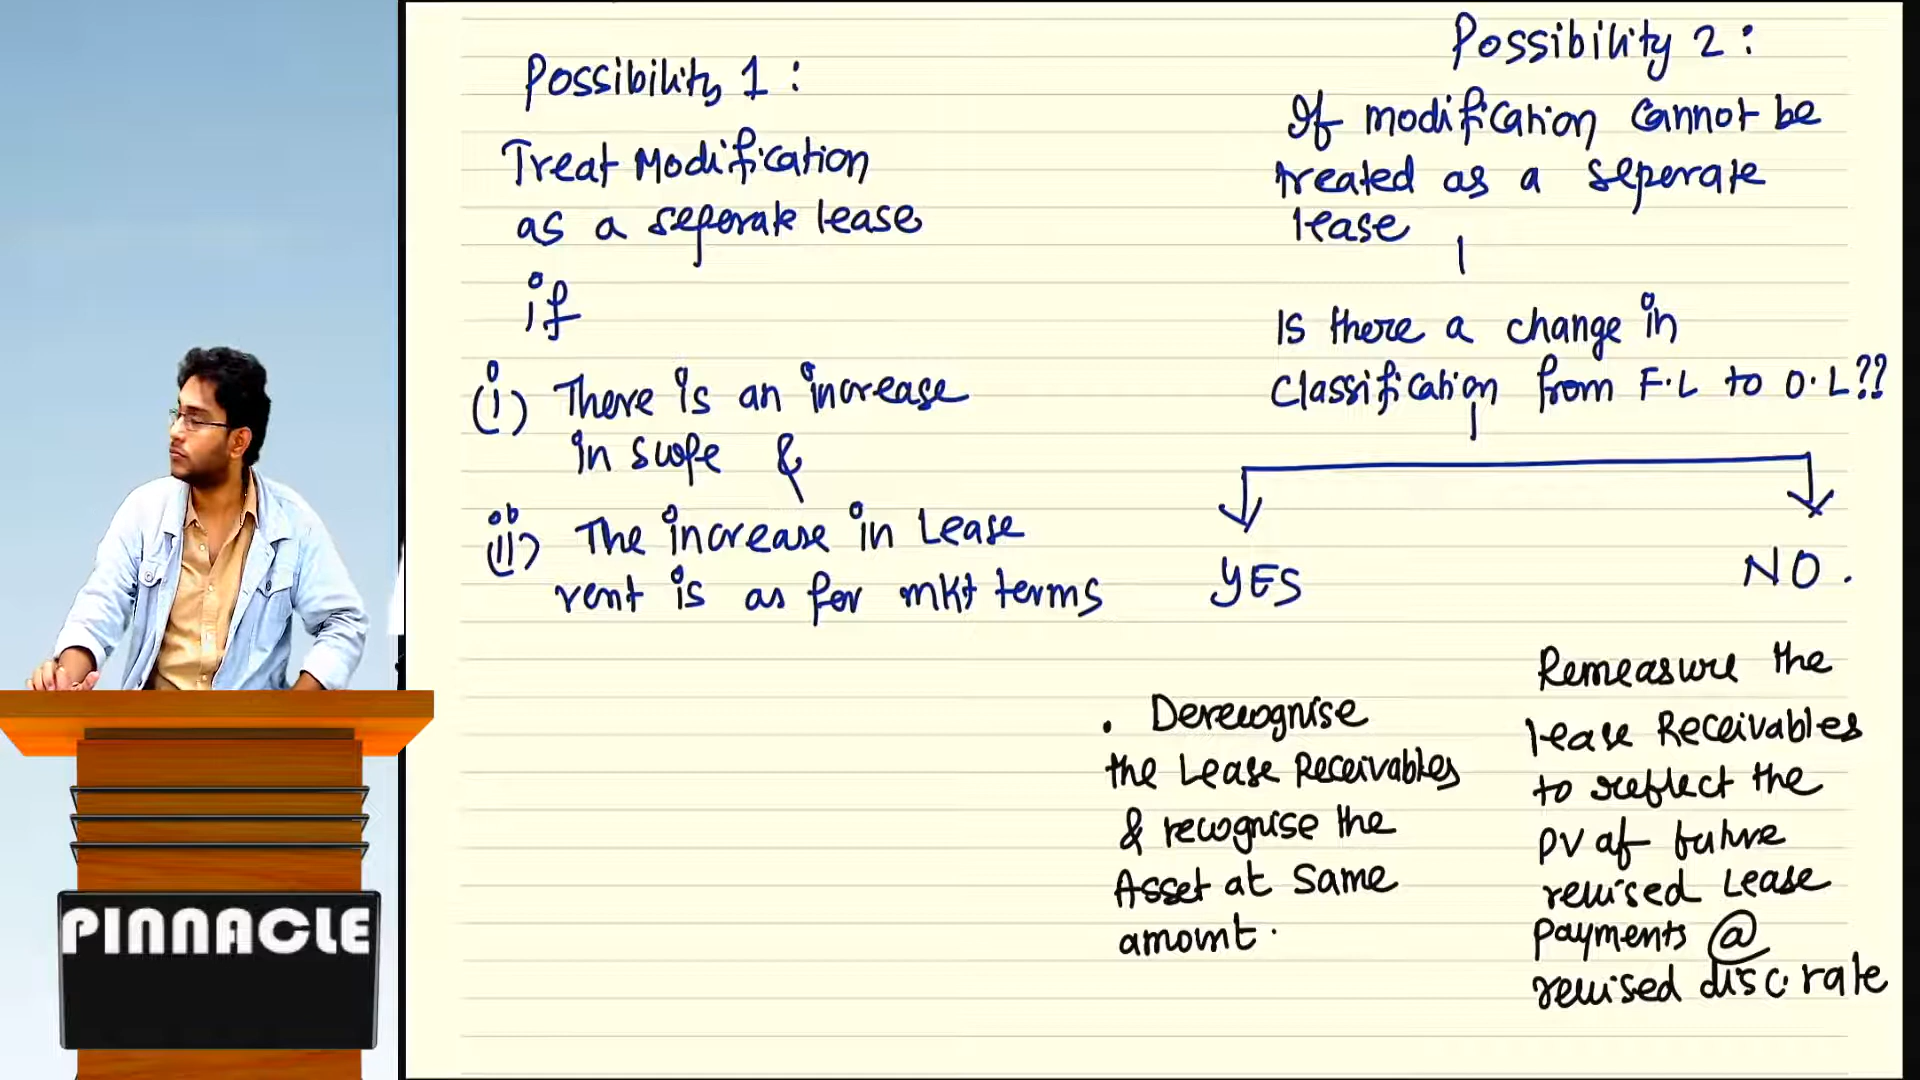 Possibility 1 :
Treat Modification
as a seperate lease
if
(i) There is an increase
in scope &
(ii) The increase in Lease
rent is as per mkt terms
Possibility 2 :
If modification cannot be
treated as a seperate
lease
Is there a change in
Classification from F.L to O.L??
YES
NO.
. Derecognise
the Lease Receivables
& recognise the
Asset at same
amount.
Remeasure the
lease Receivables
to reflect the
PV of future
revised Lease
Payments @
revised disc. rate
PINNACLE